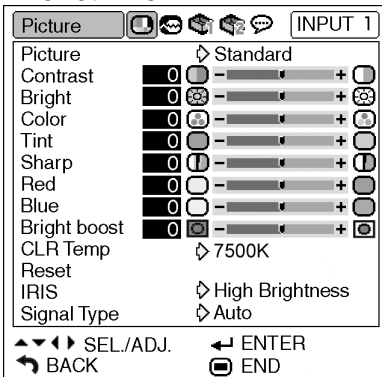 Picture INPUT 1
Picture Standard
Contrast 0 - +
Bright 0 - +
Color 0 - +
Tint 0 - +
Sharp 0 - +
Red 0 - +
Blue 0 - +
Bright boost 0 - +
CLR Temp 7500K
Reset
IRIS High Brightness
Signal Type Auto
SEL./ADJ. ENTER
BACK END